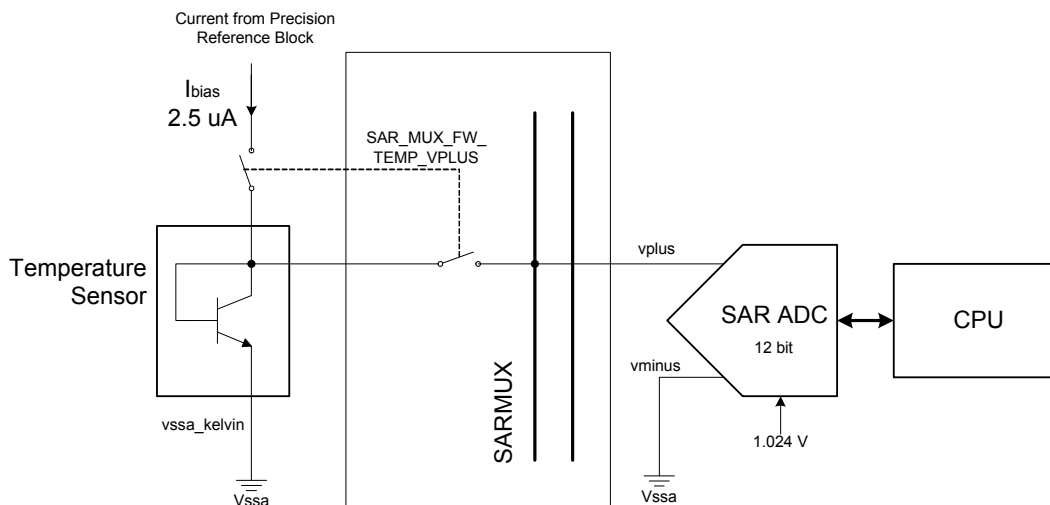 Current from Precision
Reference Block
Ibias
2.5 uA
SAR_MUX_FW_
TEMP_VPLUS
Temperature
Sensor
vplus
SAR ADC
12 bit
CPU
vminus
SARMUX
vssa_kelvin
1.024 V
Vssa
Vssa